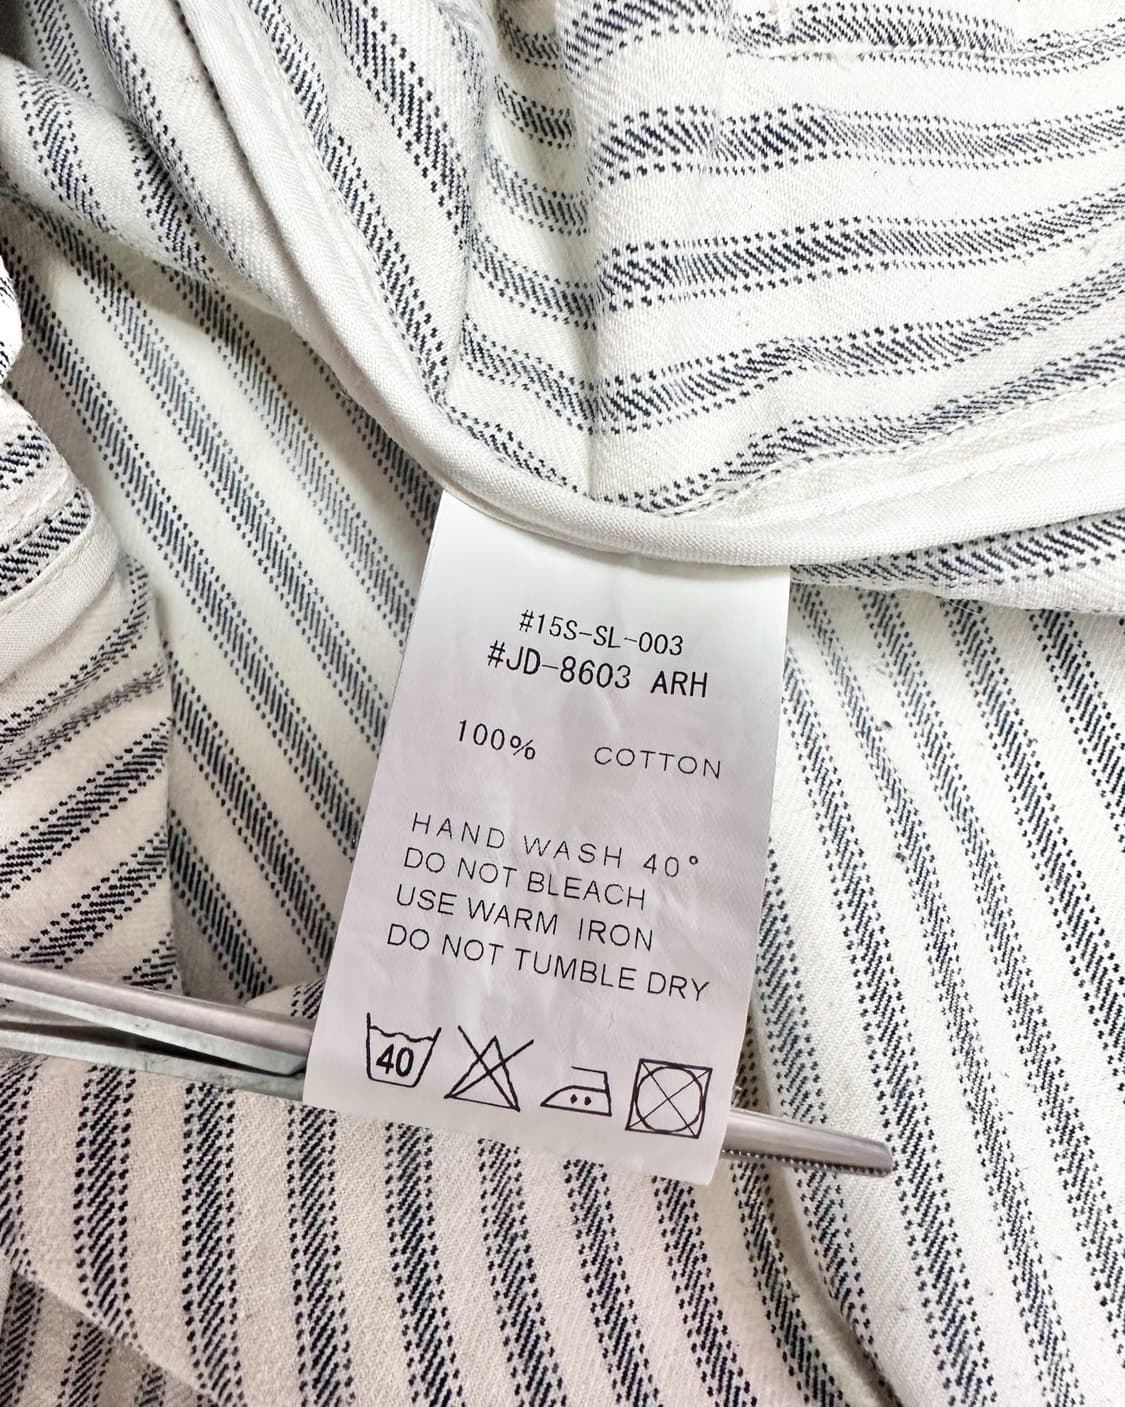 #15S-SL-003
#JD-8603 ARH
100% COTTON
HAND WASH 40°
DO NOT BLEACH
USE WARM IRON
DO NOT TUMBLE DRY
40